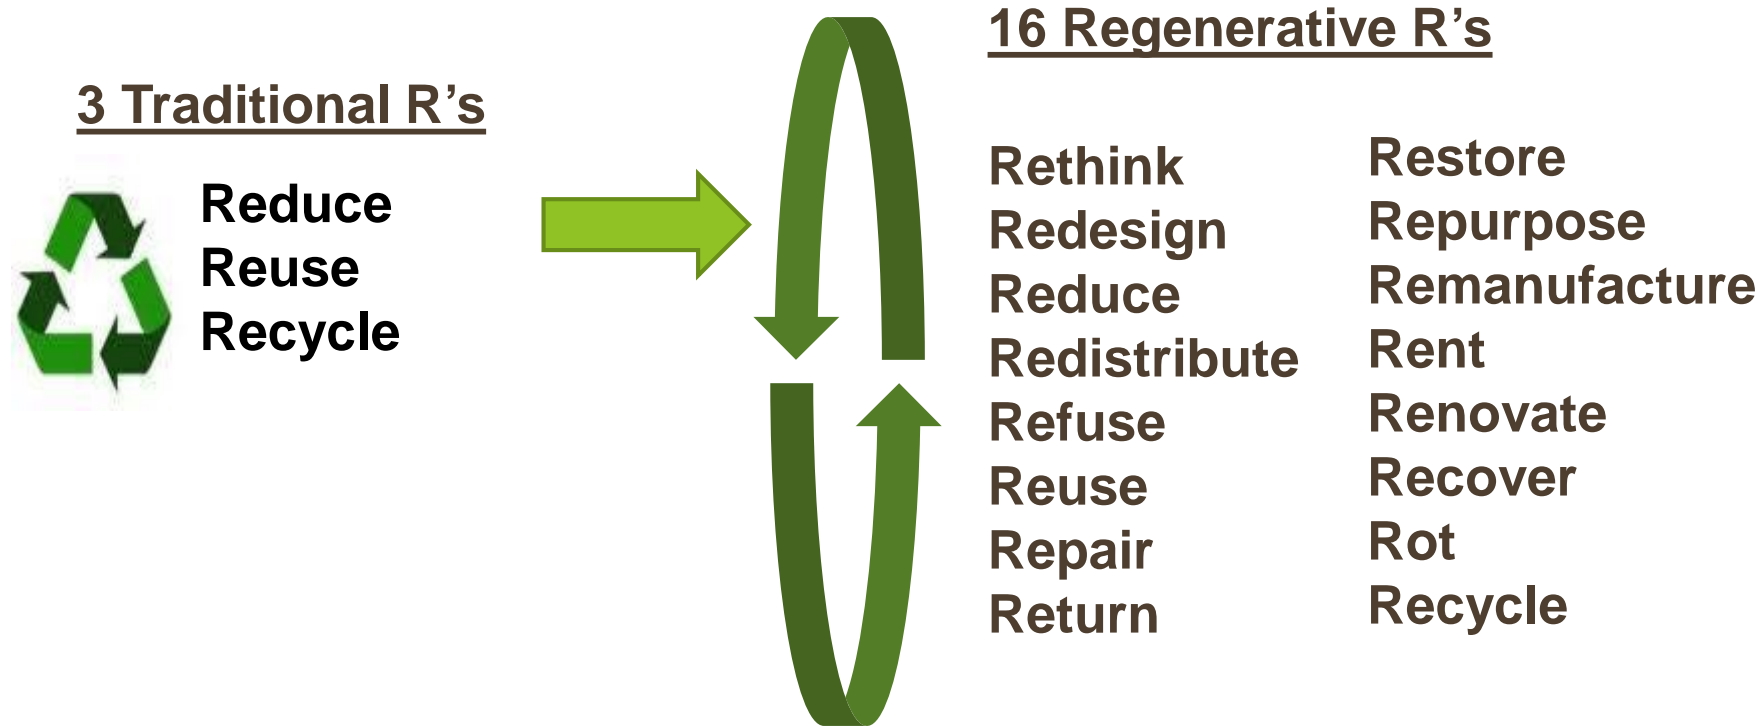 3 Traditional R’s
Reduce
Reuse
Recycle
16 Regenerative R’s
Rethink
Redesign
Reduce
Redistribute
Refuse
Reuse
Repair
Return
Restore
Repurpose
Remanufacture
Rent
Renovate
Recover
Rot
Recycle